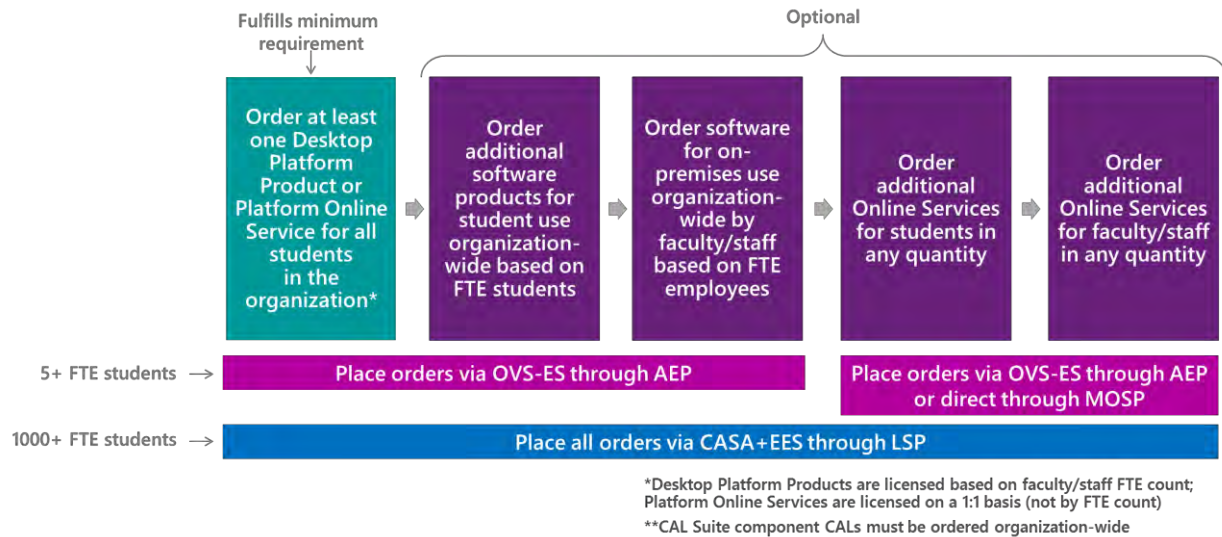 Fulfills minimum
requirement
Optional
Order at least
one Desktop
Platform
Product or
Platform Online
Service for all
students
in the
organization*
Order
additional
software
products for
student use
organization-
wide based on
FTE students
Order software
for on-
premises use
organization-
wide by
faculty/staff
based on FTE
employees
Order
additional
Online Services
for students in
any quantity
Order
additional
Online Services
for faculty/staff
in any quantity
5+ FTE students
Place orders via OVS-ES through AEP
Place orders via OVS-ES through AEP
or direct through MOSP
1000+ FTE students
Place all orders via CASA+EES through LSP
*Desktop Platform Products are licensed based on faculty/staff FTE count;
Platform Online Services are licensed on a 1:1 basis (not by FTE count)
**CAL Suite component CALs must be ordered organization-wide